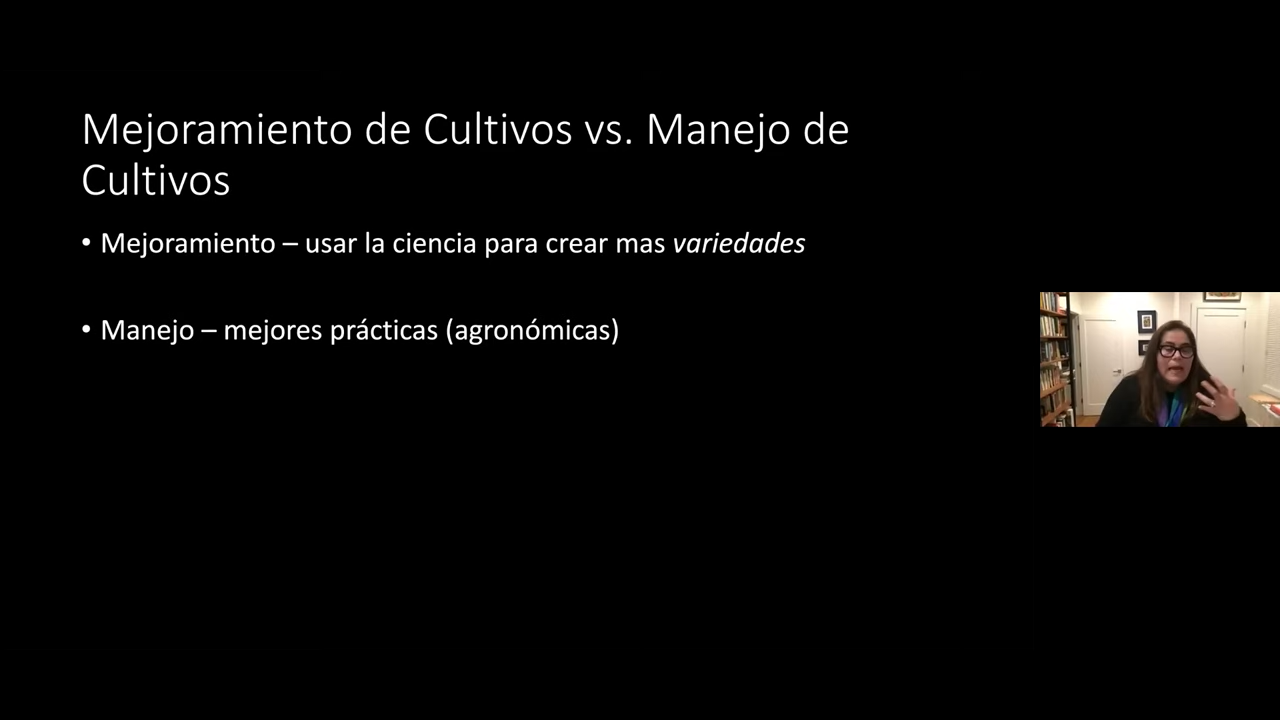 Mejoramiento de Cultivos vs. Manejo de
Cultivos
• Mejoramiento – usar la ciencia para crear mas variedades
• Manejo – mejores prácticas (agronómicas)